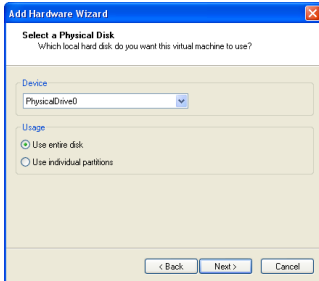 Add Hardware Wizard
Select a Physical Disk
Which local hard disk do you want this virtual machine to use?
Device
PhysicalDrive0
Usage
Use entire disk
Use individual partitions
< Back
Next >
Cancel